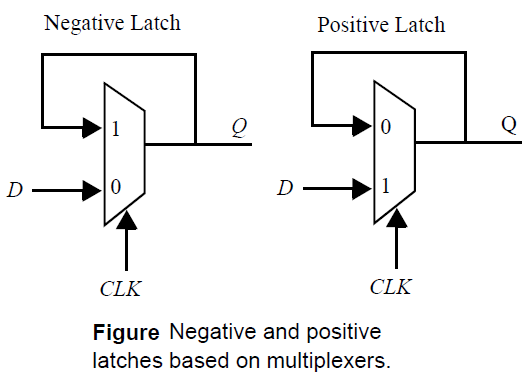 Negative Latch
Positive Latch
1
Q
D
0
CLK
0
Q
D
1
CLK
Figure Negative and positive
latches based on multiplexers.